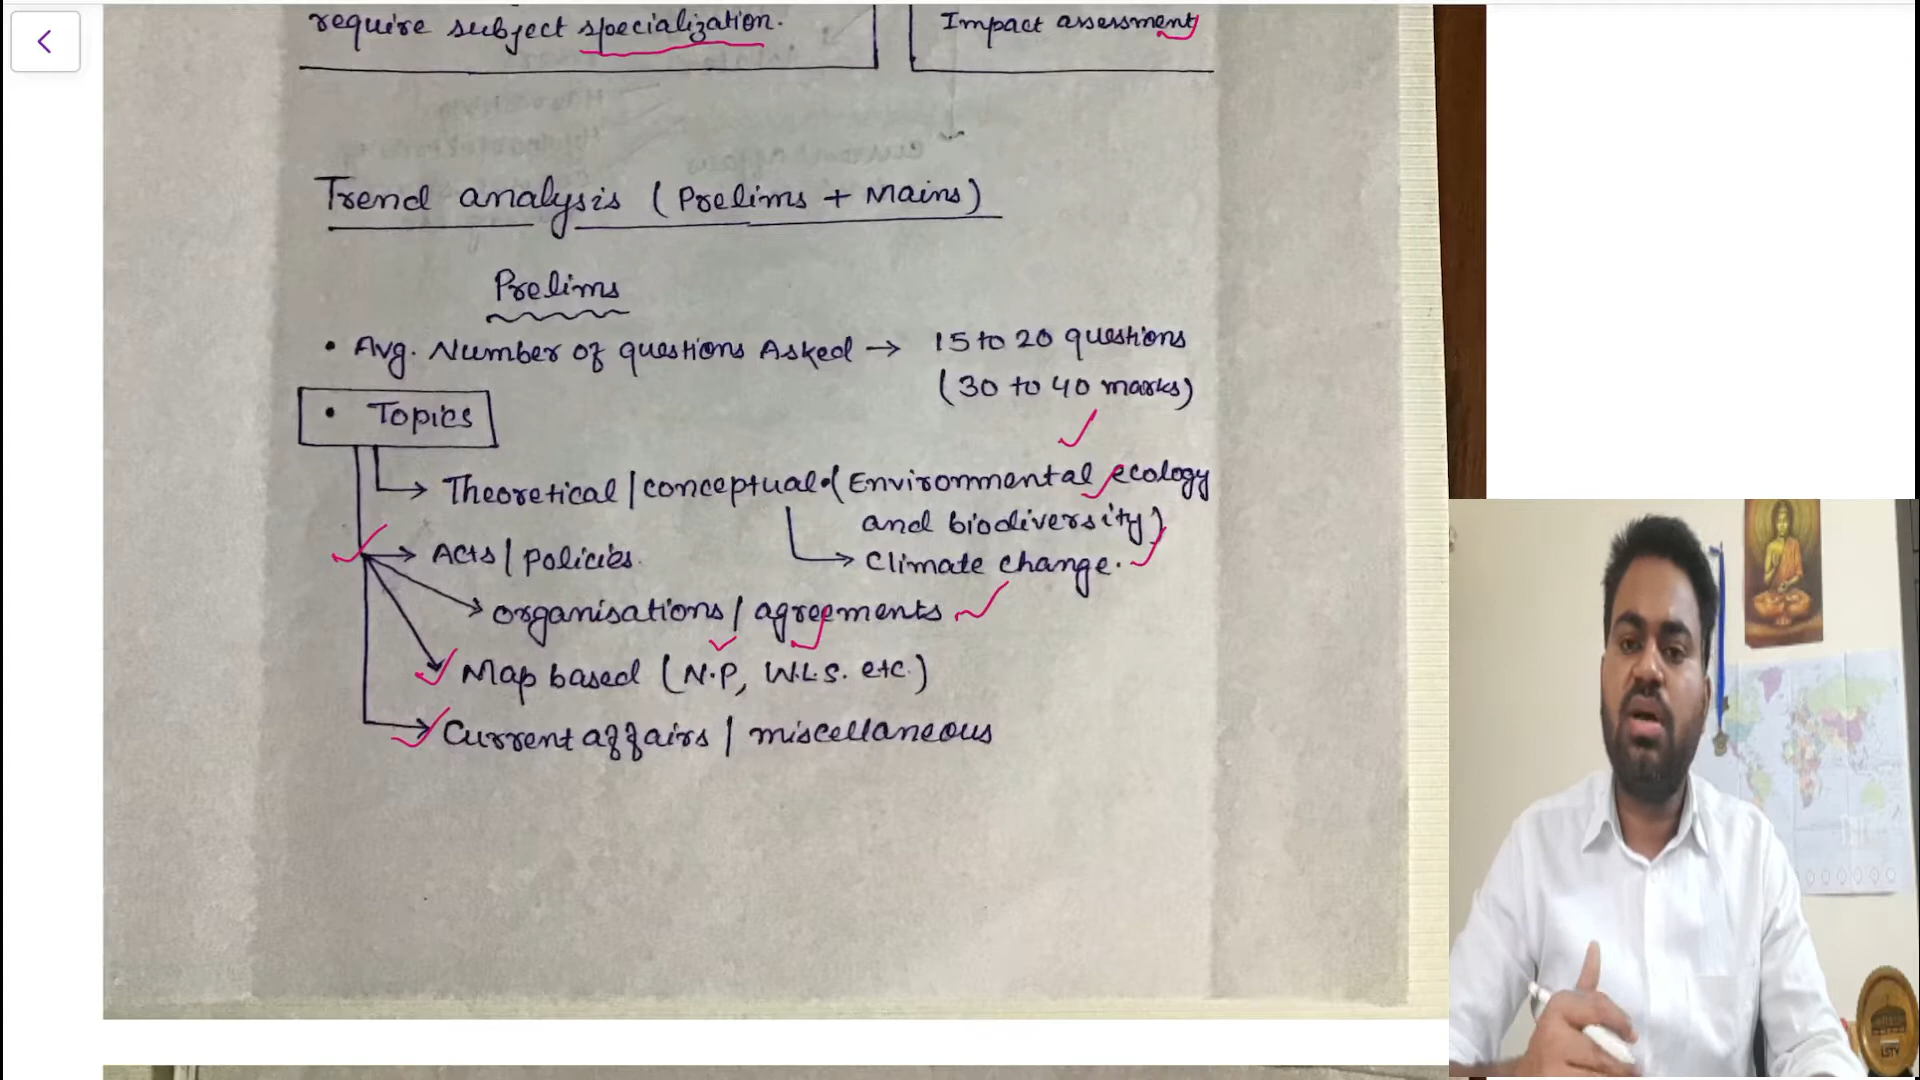 require subject specialization.
Impact assessment
Trend analysis (Prelims + Mains)
Prelims
• Avg. Number of questions Asked → 15 to 20 questions
(30 to 40 marks)
• Topics
→ Theoretical / conceptual • (Environmental ecology
and biodiversity)
→ Climate change.
→ Acts / policies.
→ organisations / agreements
Map based (N.P, W.L.S. etc.)
→ Current affairs / miscellaneous
LSTV